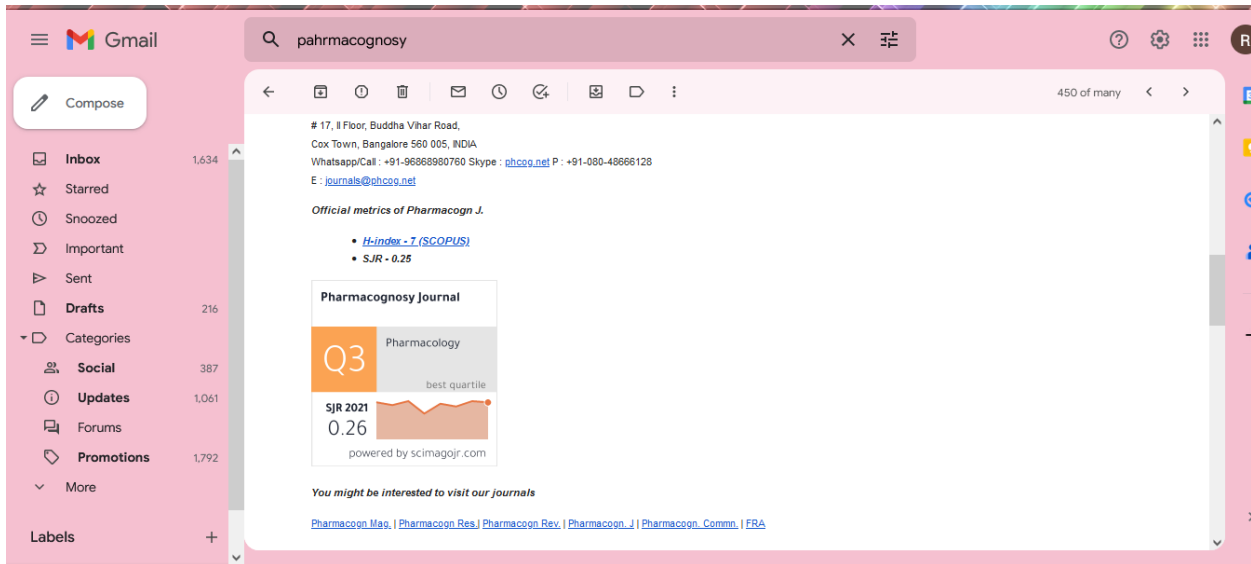 Gmail
pahrmacognosy
R
Compose
450 of many
Inbox 1,634
Starred
Snoozed
Important
Sent
Drafts 216
Categories
Social 387
Updates 1,061
Forums
Promotions 1,792
More
Labels
# 17, II Floor, Buddha Vihar Road,
Cox Town, Bangalore 560 005, INDIA
Whatsapp/Call : +91-96868980760 Skype : phcog.net P : +91-080-48666128
E : journals@phcog.net
Official metrics of Pharmacogn J.
H-index - 7 (SCOPUS)
SJR - 0.25
Pharmacognosy Journal
Q3
Pharmacology
best quartile
SJR 2021
0.26
powered by scimagojr.com
You might be interested to visit our journals
Pharmacogn Mag. | Pharmacogn Res.| Pharmacogn Rev. | Pharmacogn. J | Pharmacogn. Commn. | FRA